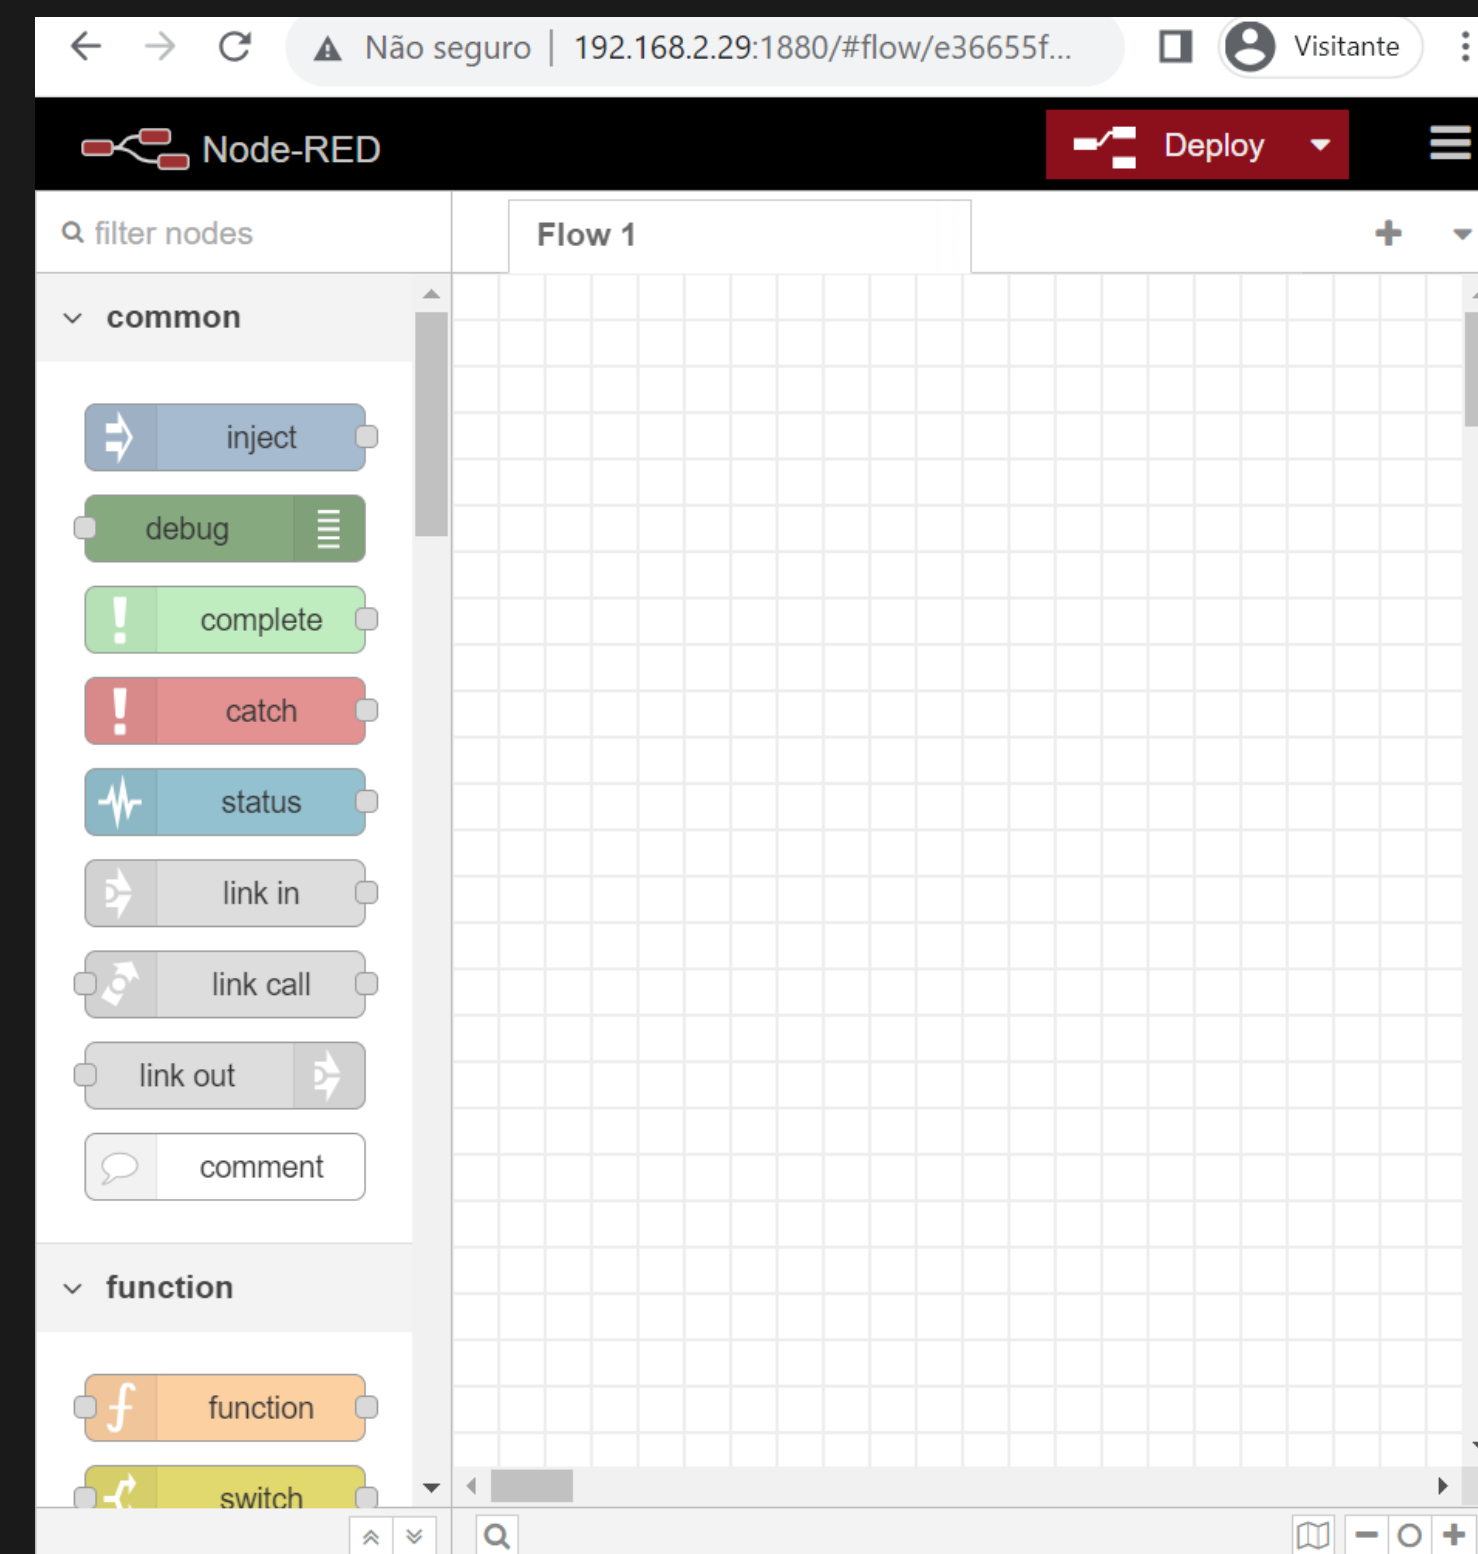 Não seguro | 192.168.2.29:1880/#flow/e36655f...
Visitante
Node-RED
Deploy
filter nodes
Flow 1
common
inject
debug
complete
catch
status
link in
link call
link out
comment
function
function
switch